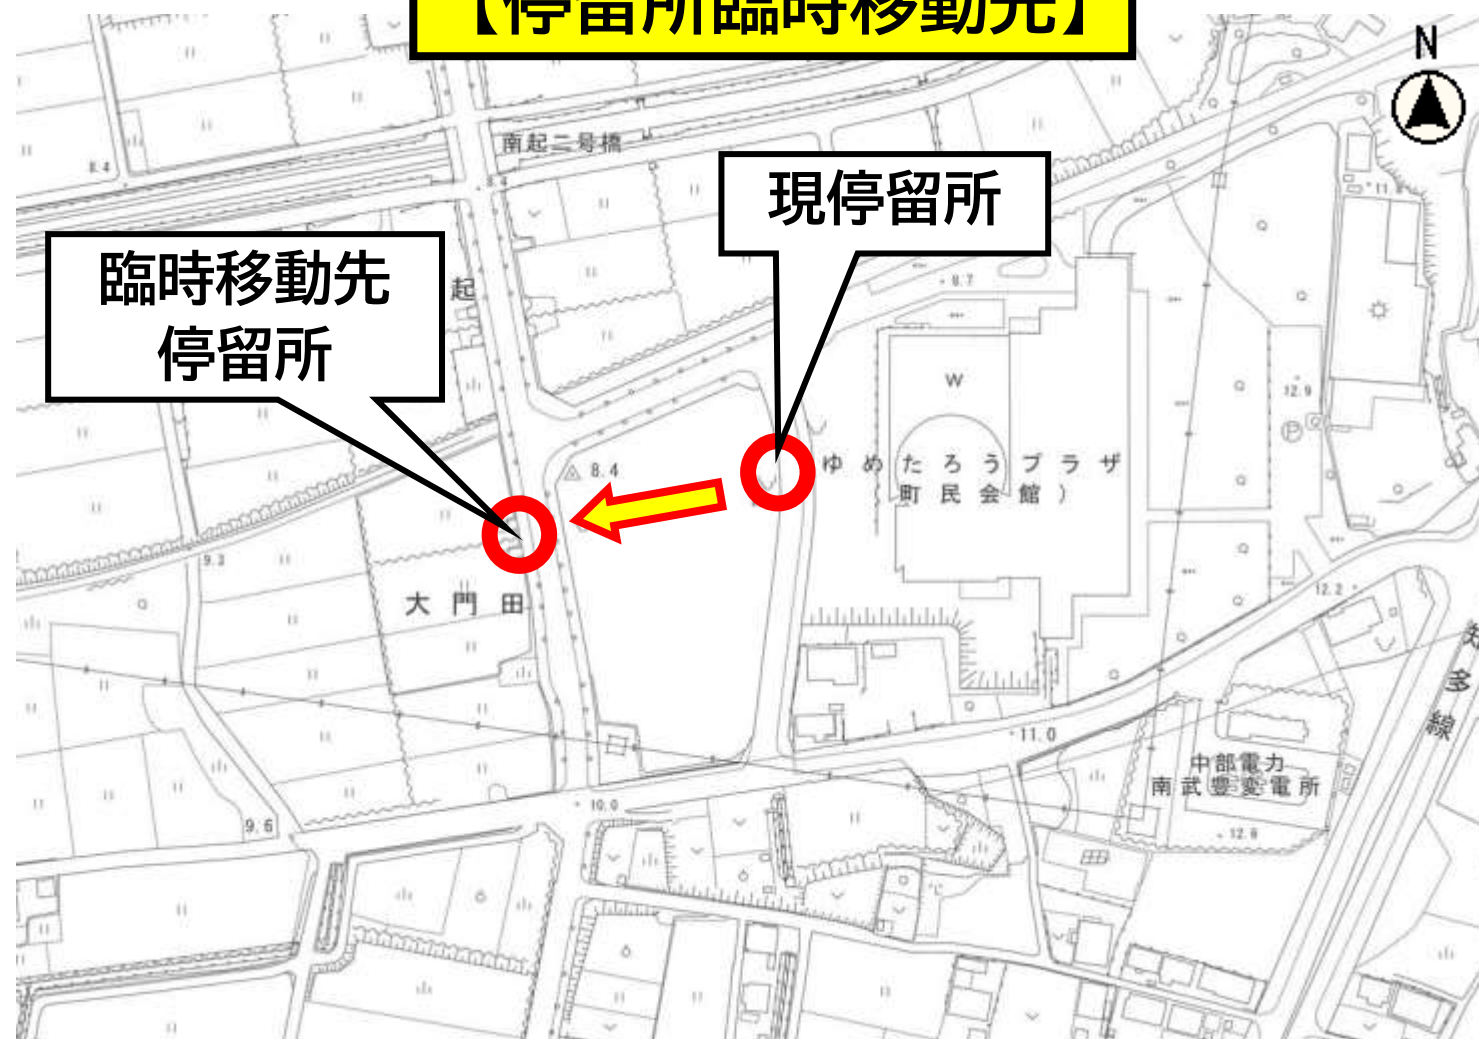 【停留所臨時移動先】
N
南起二号橋
8.4
現停留所
臨時移動先
停留所
起
8.7
W
12.9
P
8.4
ゆめたろうプラザ
町民会館）
9.3
大門田
12.2
知多線
11.0
中部電力
南武豊変電所
10.0
9.6
12.8